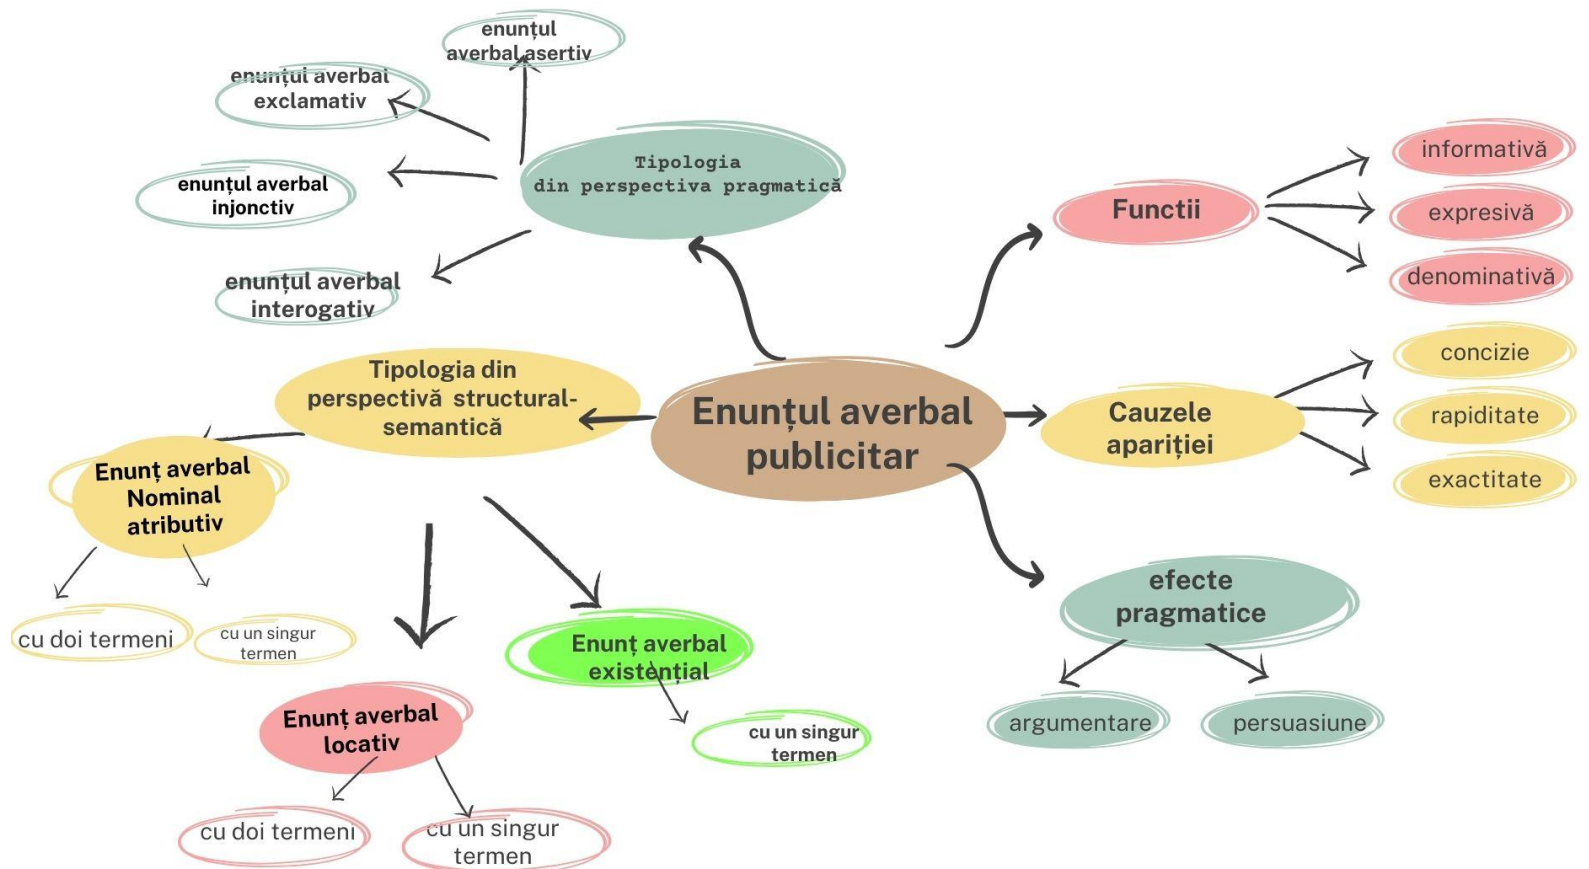 enunțul
averbal asertiv
enunțul averbal
exclamativ
enunțul averbal
injonctiv
enunțul averbal
interogativ
Tipologia
din perspectiva pragmatică
Functii
informativă
expresivă
denominativă
Tipologia din
perspectivă structural-
semantică
Enunțul averbal
publicitar
Cauzele
apariției
concizie
rapiditate
exactitate
Enunț averbal
Nominal
atributiv
cu doi termeni
cu un singur
termen
Enunț averbal
locativ
cu doi termeni
cu un singur
termen
Enunț averbal
existențial
cu un singur
termen
efecte
pragmatice
argumentare
persuasiune